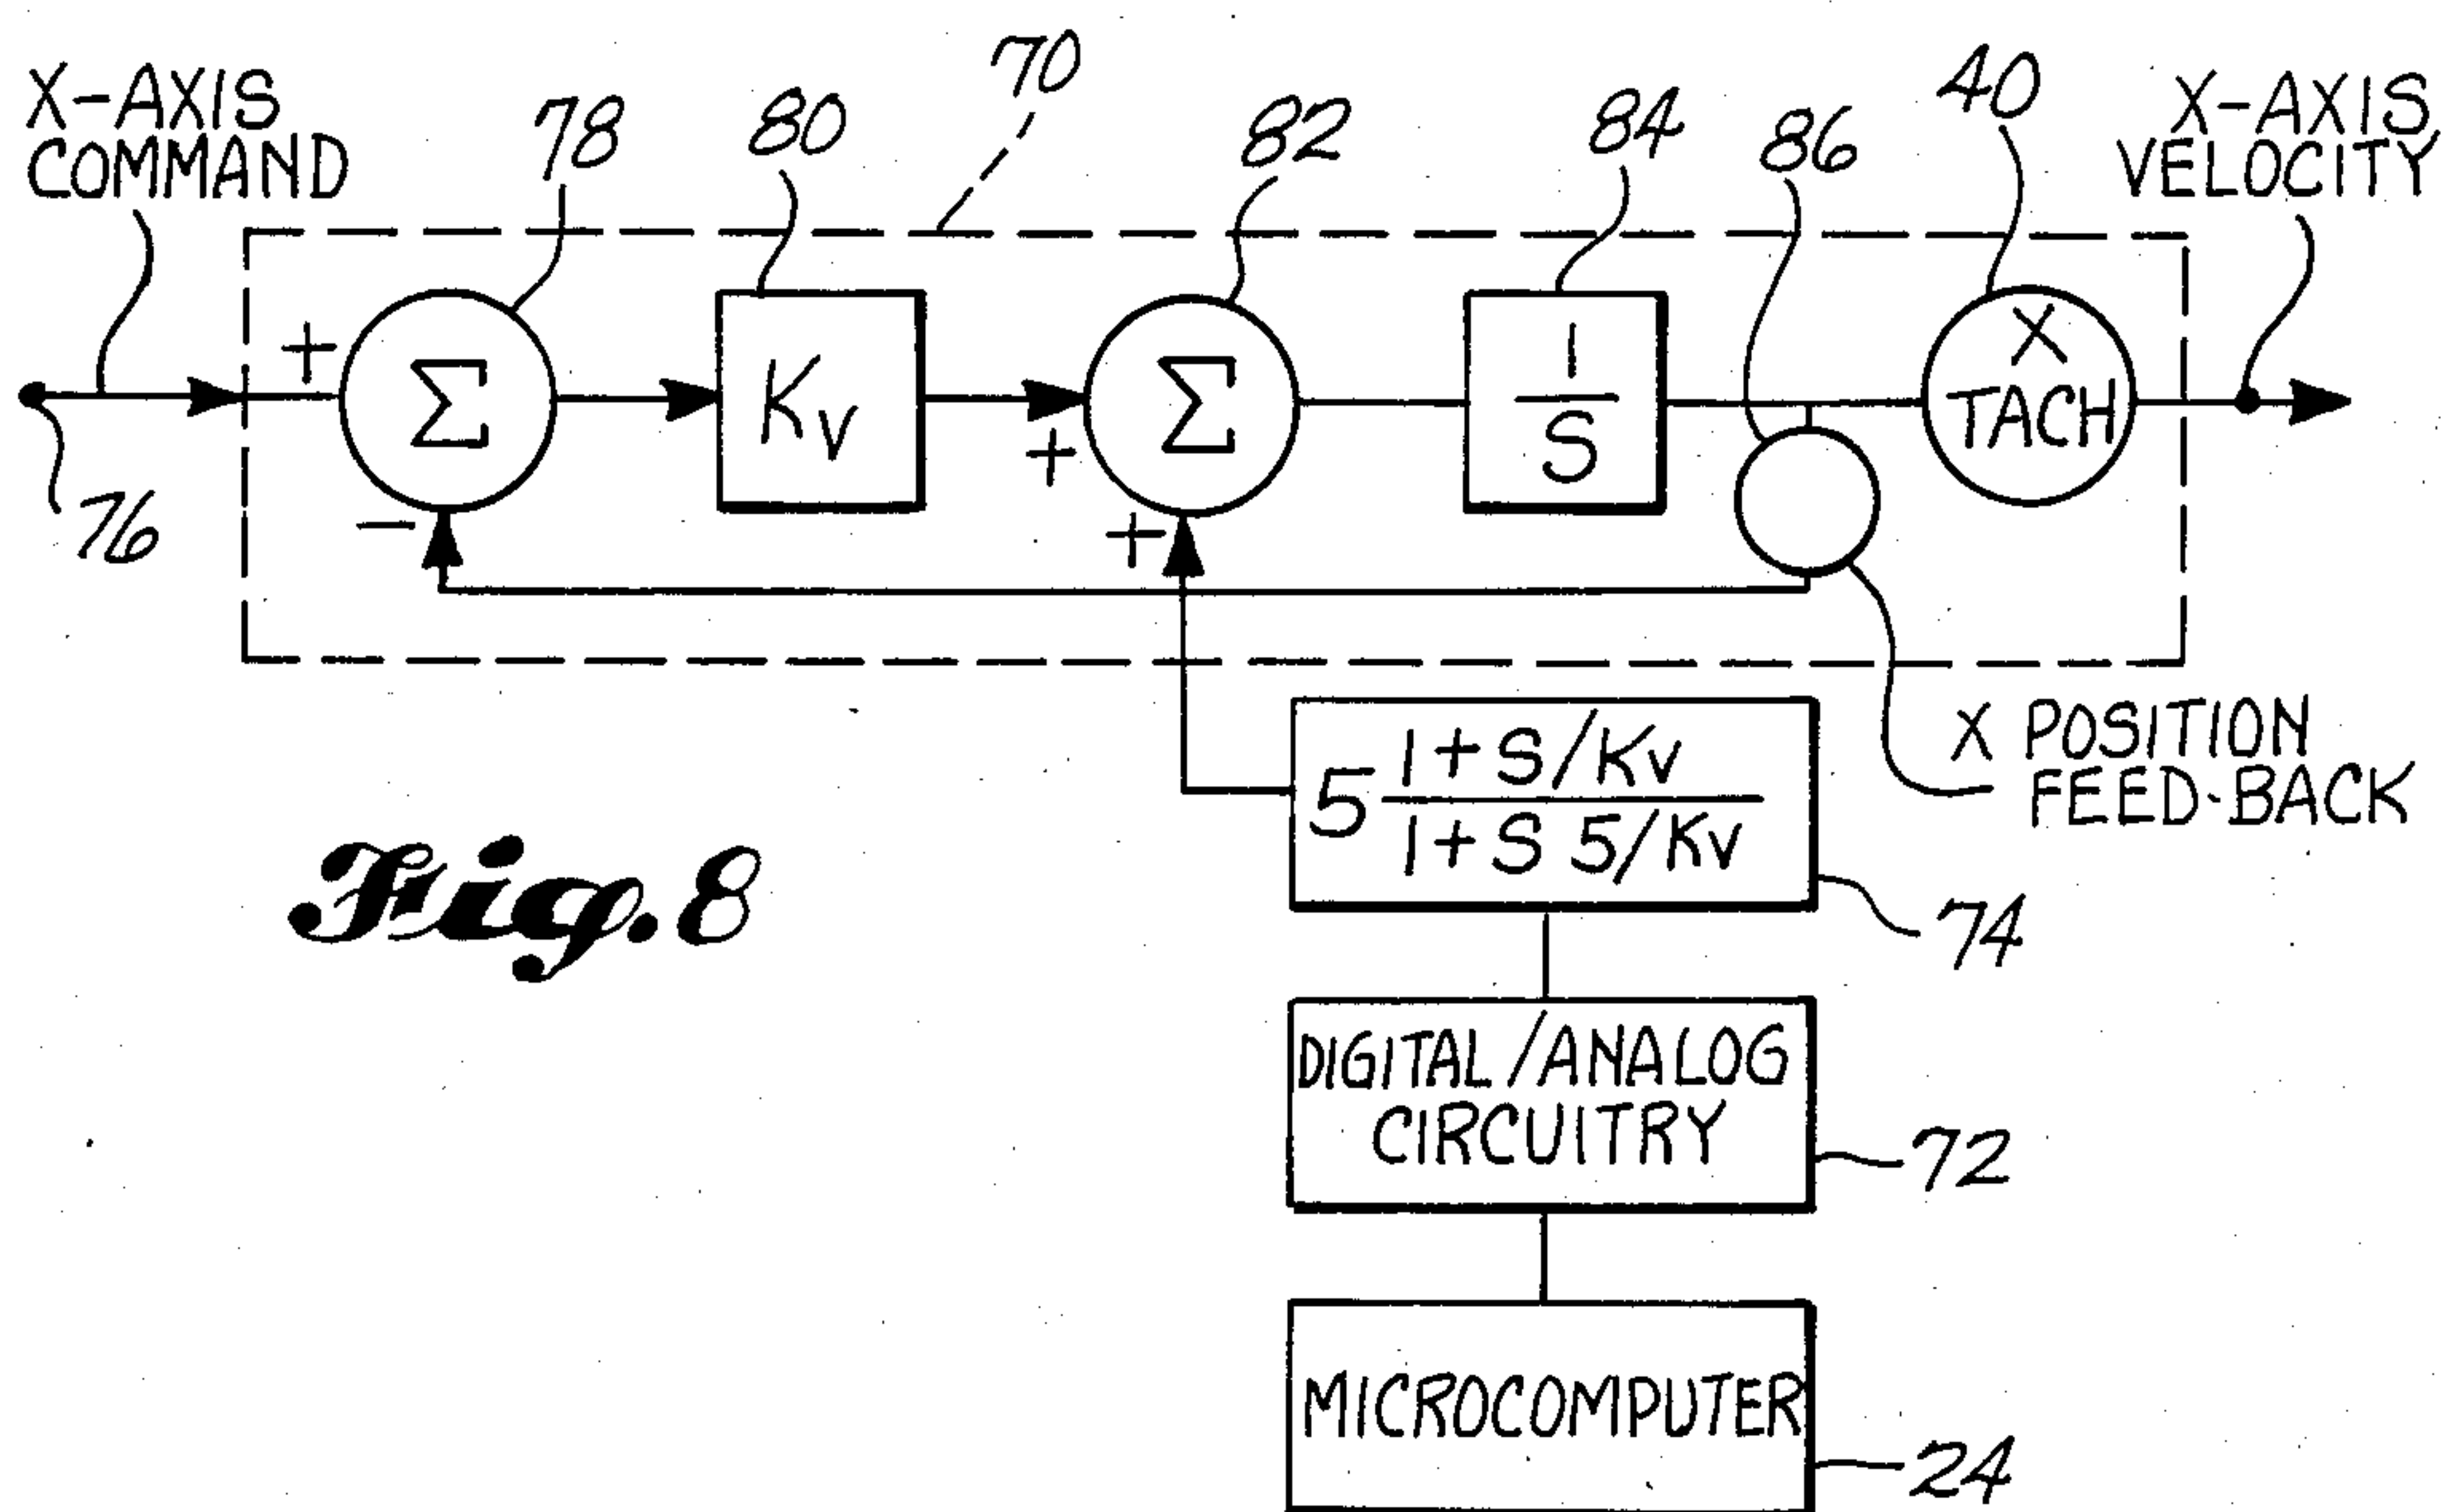 70
X-AXIS
COMMAND
78
80
82
84
86
40
X-AXIS
VELOCITY
+
Σ
KV
+
Σ
1
S
X
TACH
76
−
+
X POSITION
FEED-BACK
5 1+S/KV
1+S 5/KV
74
Fig. 8
DIGITAL/ANALOG
CIRCUITRY
72
MICROCOMPUTER
24